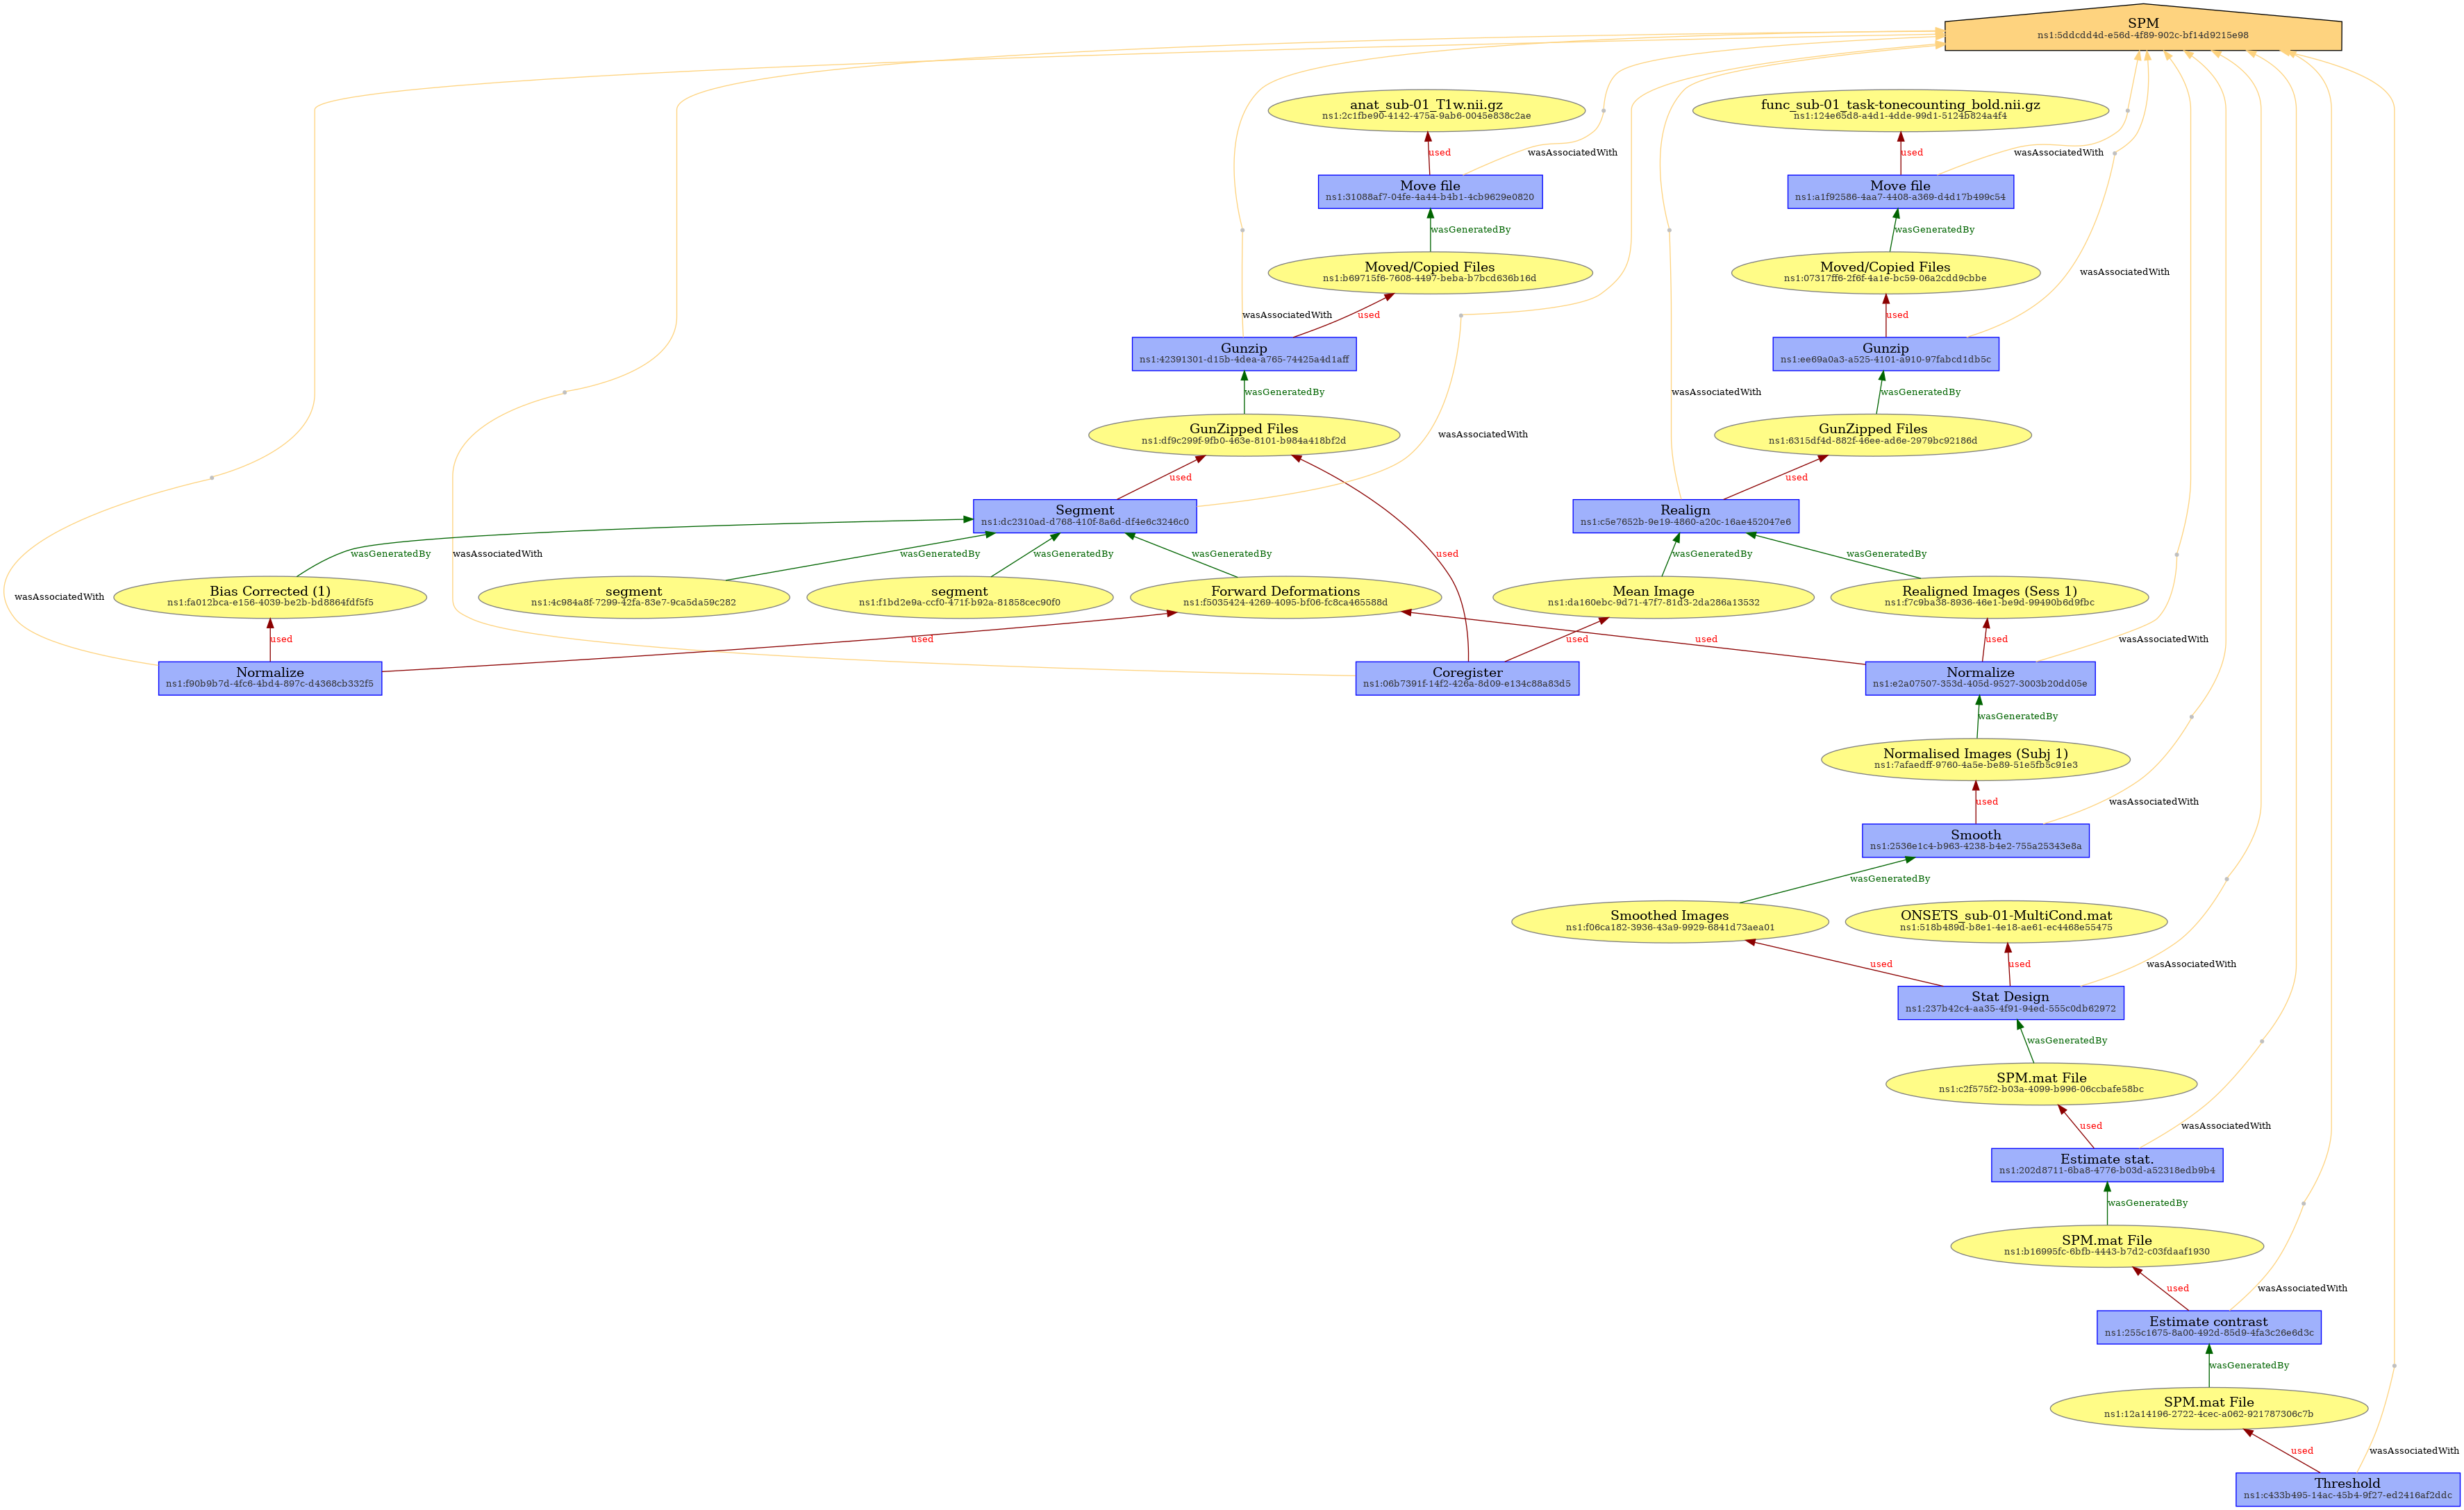 SPM
ns1:5ddcdd4d-e56d-4f89-902c-bf14d9215e98
anat_sub-01_T1w.nii.gz
ns1:2c1fbe90-4142-475a-9ab6-0045e838c2ae
func_sub-01_task-tonecounting_bold.nii.gz
ns1:124e65d8-a4d1-4dde-99d1-5124b824a4f4
used
wasAssociatedWith
used
wasAssociatedWith
Move file
ns1:31088af7-04fe-4a44-b4b1-4cb9629e0820
Move file
ns1:a1f92586-4aa7-4408-a369-d4d17b499c54
wasGeneratedBy
wasGeneratedBy
Moved/Copied Files
ns1:b69715f6-7608-4497-beba-b7bcd636b16d
Moved/Copied Files
ns1:07317ff6-2f6f-4a1e-bc59-06a2cdd9cbbe
wasAssociatedWith
wasAssociatedWith
used
used
Gunzip
ns1:42391301-d15b-4dea-a765-74425a4d1aff
Gunzip
ns1:ee69a0a3-a525-4101-a910-97fabcd1db5c
wasGeneratedBy
wasAssociatedWith
wasGeneratedBy
GunZipped Files
ns1:df9c299f-9fb0-463e-8101-b984a418bf2d
wasAssociatedWith
GunZipped Files
ns1:6315df4d-882f-46ee-ad6e-2979bc92186d
used
used
Segment
ns1:dc2310ad-d768-410f-8a6d-df4e6c3246c0
Realign
ns1:c5e7652b-9e19-4860-a20c-16ae452047e6
wasGeneratedBy
wasAssociatedWith
wasGeneratedBy
wasGeneratedBy
wasGeneratedBy
used
wasGeneratedBy
wasGeneratedBy
wasAssociatedWith
Bias Corrected (1)
ns1:fa012bca-e156-4039-be2b-bd8864fdf5f5
segment
ns1:4c984a8f-7299-42fa-83e7-9ca5da59c282
segment
ns1:f1bd2e9a-ccf0-471f-b92a-81858cec90f0
Forward Deformations
ns1:f5035424-4269-4095-bf06-fc8ca465588d
Mean Image
ns1:da160ebc-9d71-47f7-81d3-2da286a13532
Realigned Images (Sess 1)
ns1:f7c9ba38-8936-46e1-be9d-99490b6d9fbc
used
used
used
used
used
wasAssociatedWith
Normalize
ns1:f90b9b7d-4fc6-4bd4-897c-d4368cb332f5
Coregister
ns1:06b7391f-14f2-426a-8d09-e134c88a83d5
Normalize
ns1:e2a07507-353d-405d-9527-3003b20dd05e
wasGeneratedBy
Normalised Images (Subj 1)
ns1:7afaedff-9760-4a5e-be89-51e5fb5c91e3
used
wasAssociatedWith
Smooth
ns1:2536e1c4-b963-4238-b4e2-755a25343e8a
wasGeneratedBy
Smoothed Images
ns1:f06ca182-3936-43a9-9929-6841d73aea01
ONSETS_sub-01-MultiCond.mat
ns1:518b489d-b8e1-4e18-ae61-ec4468e55475
used
used
wasAssociatedWith
Stat Design
ns1:237b42c4-aa35-4f91-94ed-555c0db62972
wasGeneratedBy
SPM.mat File
ns1:c2f575f2-b03a-4099-b996-06ccbafe58bc
used
wasAssociatedWith
Estimate stat.
ns1:202d8711-6ba8-4776-b03d-a52318edb9b4
wasGeneratedBy
SPM.mat File
ns1:b16995fc-6bfb-4443-b7d2-c03fdaaf1930
used
wasAssociatedWith
Estimate contrast
ns1:255c1675-8a00-492d-85d9-4fa3c26e6d3c
wasGeneratedBy
SPM.mat File
ns1:12a14196-2722-4cec-a062-921787306c7b
used
wasAssociatedWith
Threshold
ns1:c433b495-14ac-45b4-9f27-ed2416af2ddc